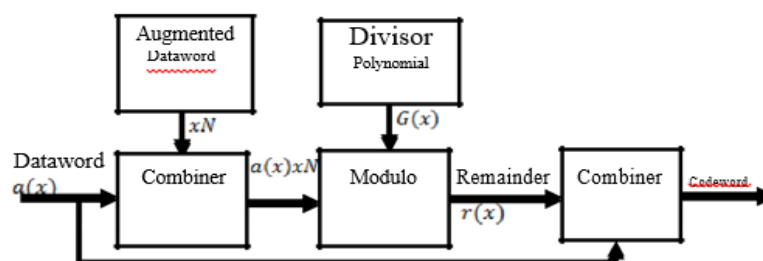 Augmented
Dataword
Divisor
Polynomial
xN
G(x)
Dataword
a(x)
Combiner
a(x)xN
Modulo
Remainder
r(x)
Combiner
Codeword